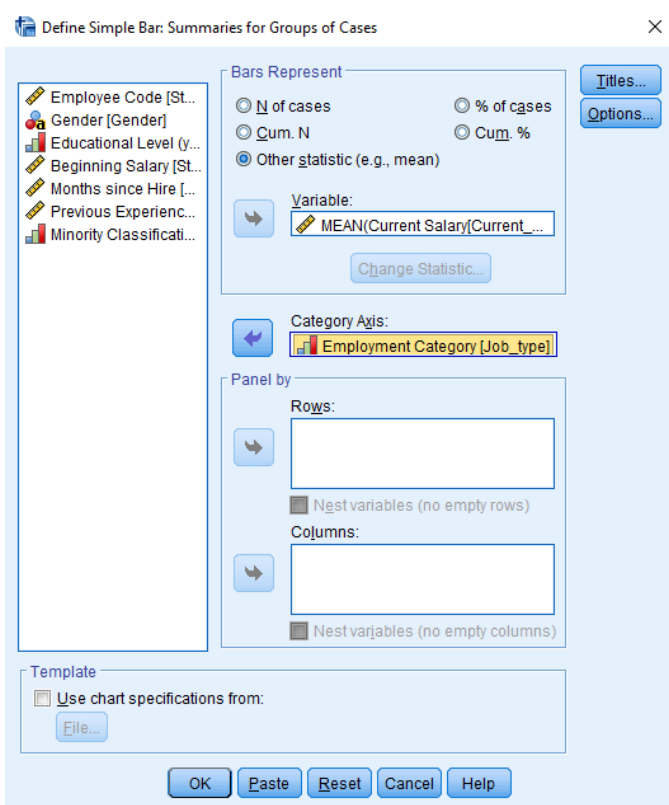 Define Simple Bar: Summaries for Groups of Cases
Employee Code [St...
Gender [Gender]
Educational Level (y...
Beginning Salary [St...
Months since Hire [...
Previous Experienc...
Minority Classificati...
Bars Represent
N of cases
% of cases
Cum. N
Cum. %
Other statistic (e.g., mean)
Variable:
MEAN(Current Salary[Current_...
Change Statistic...
Category Axis:
Employment Category [Job_type]
Panel by
Rows:
Nest variables (no empty rows)
Columns:
Nest variables (no empty columns)
Titles...
Options...
Template
Use chart specifications from:
File...
OK
Paste
Reset
Cancel
Help